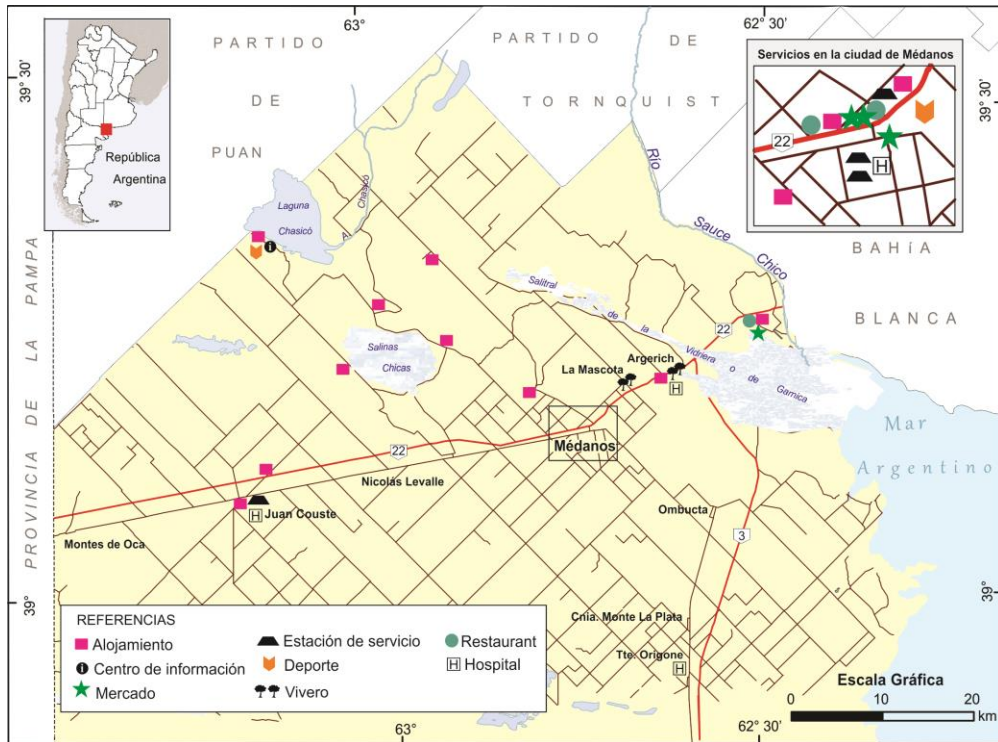 63°
62° 30'
39° 30'
39° 30'
PARTIDO
DE
PUAN
PARTIDO DE
TORNQUIST
República
Argentina
Servicios en la ciudad de Médanos
22
H
BAHíA
BLANCA
PROVINCIA DE LA PAMPA
Laguna
Chasicó
A. Chasicó
Río Sauce Chico
Salitral de la Vidriera o de Garnica
Salinas
Chicas
22
Argerich
La Mascota
H
Médanos
22
Nicolás Levalle
H
Juan Couste
Montes de Oca
Ombucta
3
Mar
Argentino
Cnia. Monte La Plata
Tte. Origone
H
39°
39°
REFERENCIAS
Alojamiento
Centro de información
Mercado
Estación de servicio
Deporte
Vivero
Restaurant
H Hospital
Escala Gráfica
0 10 20
km
63°
62° 30'